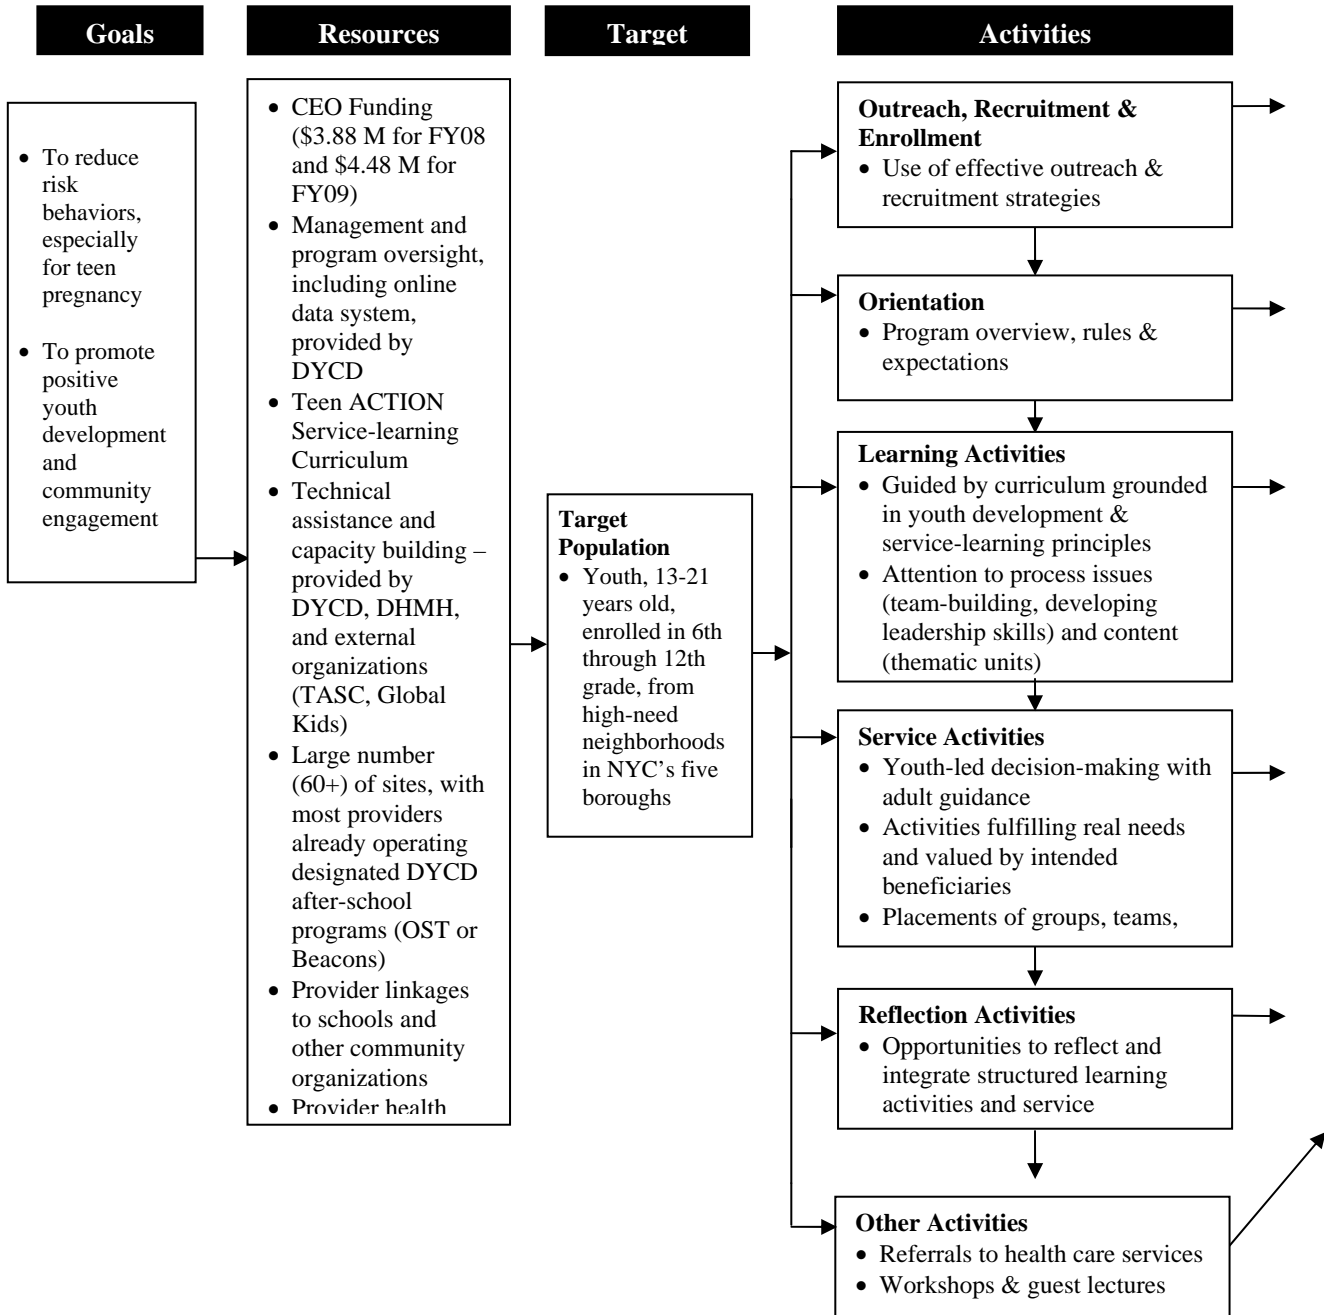 Goals
Resources
Target
Activities
• To reduce
risk
behaviors,
especially
for teen
pregnancy
• To promote
positive
youth
development
and
community
engagement
• CEO Funding
($3.88 M for FY08
and $4.48 M for
FY09)
• Management and
program oversight,
including online
data system,
provided by
DYCD
• Teen ACTION
Service-learning
Curriculum
• Technical
assistance and
capacity building –
provided by
DYCD, DHMH,
and external
organizations
(TASC, Global
Kids)
• Large number
(60+) of sites, with
most providers
already operating
designated DYCD
after-school
programs (OST or
Beacons)
• Provider linkages
to schools and
other community
organizations
• Provider health
Target
Population
• Youth, 13-21
years old,
enrolled in 6th
through 12th
grade, from
high-need
neighborhoods
in NYC’s five
boroughs
Outreach, Recruitment &
Enrollment
• Use of effective outreach &
recruitment strategies
Orientation
• Program overview, rules &
expectations
Learning Activities
• Guided by curriculum grounded
in youth development &
service-learning principles
• Attention to process issues
(team-building, developing
leadership skills) and content
(thematic units)
Service Activities
• Youth-led decision-making with
adult guidance
• Activities fulfilling real needs
and valued by intended
beneficiaries
• Placements of groups, teams,
Reflection Activities
• Opportunities to reflect and
integrate structured learning
activities and service
Other Activities
• Referrals to health care services
• Workshops & guest lectures